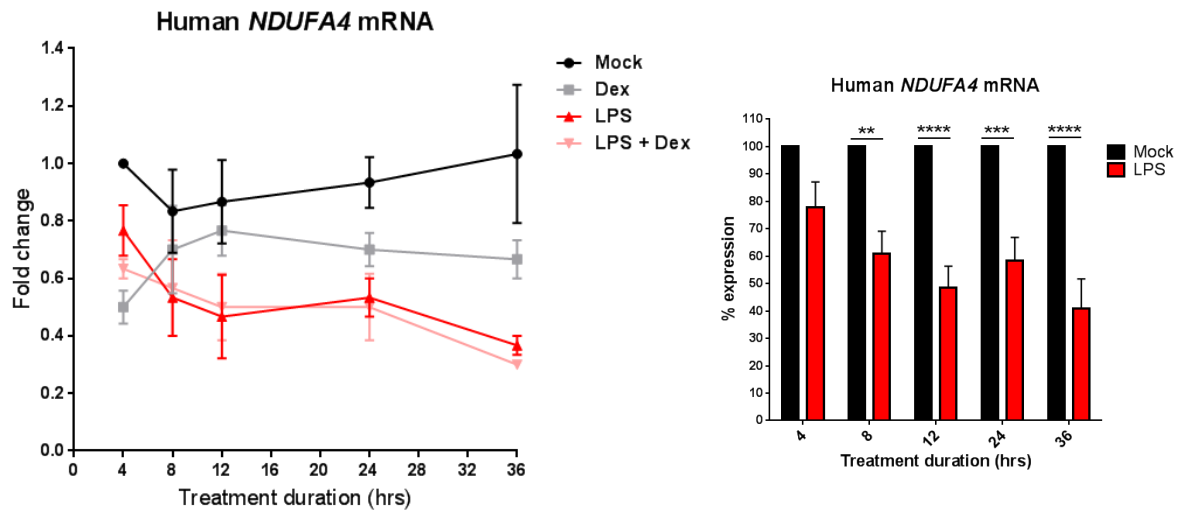 Human NDUFA4 mRNA
Fold change
1.4
1.2
1.0
0.8
0.6
0.4
0.2
0.0
0 4 8 12 16 20 24 28 32 36
Treatment duration (hrs)
Mock
Dex
LPS
LPS + Dex
Human NDUFA4 mRNA
% expression
110
100
90
80
70
60
50
40
30
20
10
0
** **** *** ****
4 8 12 24 36
Treatment duration (hrs)
Mock
LPS